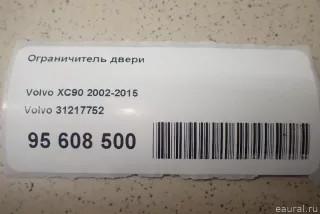 Ограничитель двери
Volvo XC90 2002-2015
Volvo 31217752
95 608 500
eaural.ru